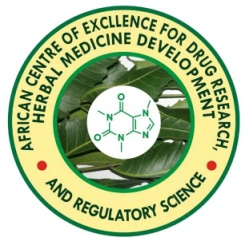 AFRICAN CENTRE OF EXCLLENCE FOR DRUG RESEARCH,
HERBAL MEDICINE DEVELOPMENT
AND REGULATORY SCIENCE
O
N
N
O
N
N